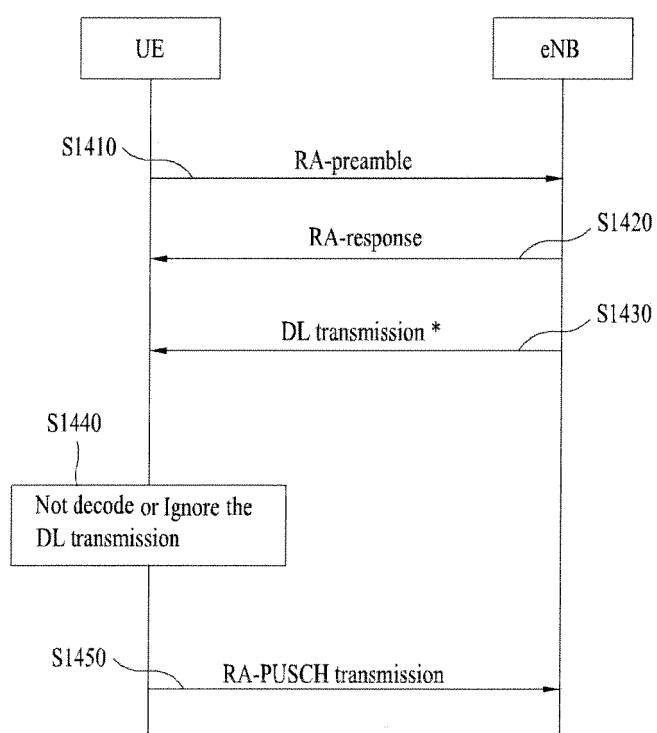 UE
eNB
S1410
RA-preamble
S1420
RA-response
S1430
DL transmission *
S1440
Not decode or Ignore the
DL transmission
S1450
RA-PUSCH transmission